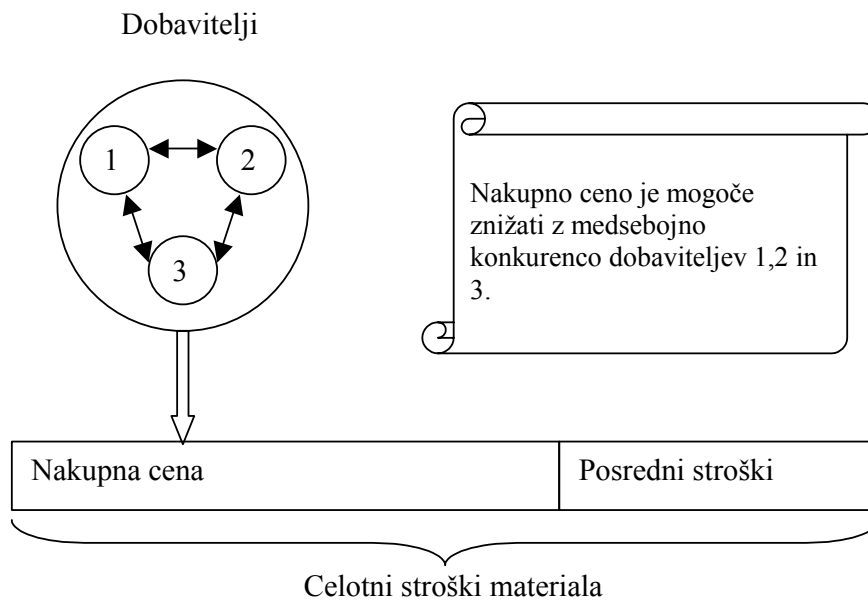 Dobavitelji
1
2
3
Nakupno ceno je mogoče
znižati z medsebojno
konkurenco dobaviteljev 1,2 in
3.
Nakupna cena
Posredni stroški
Celotni stroški materiala